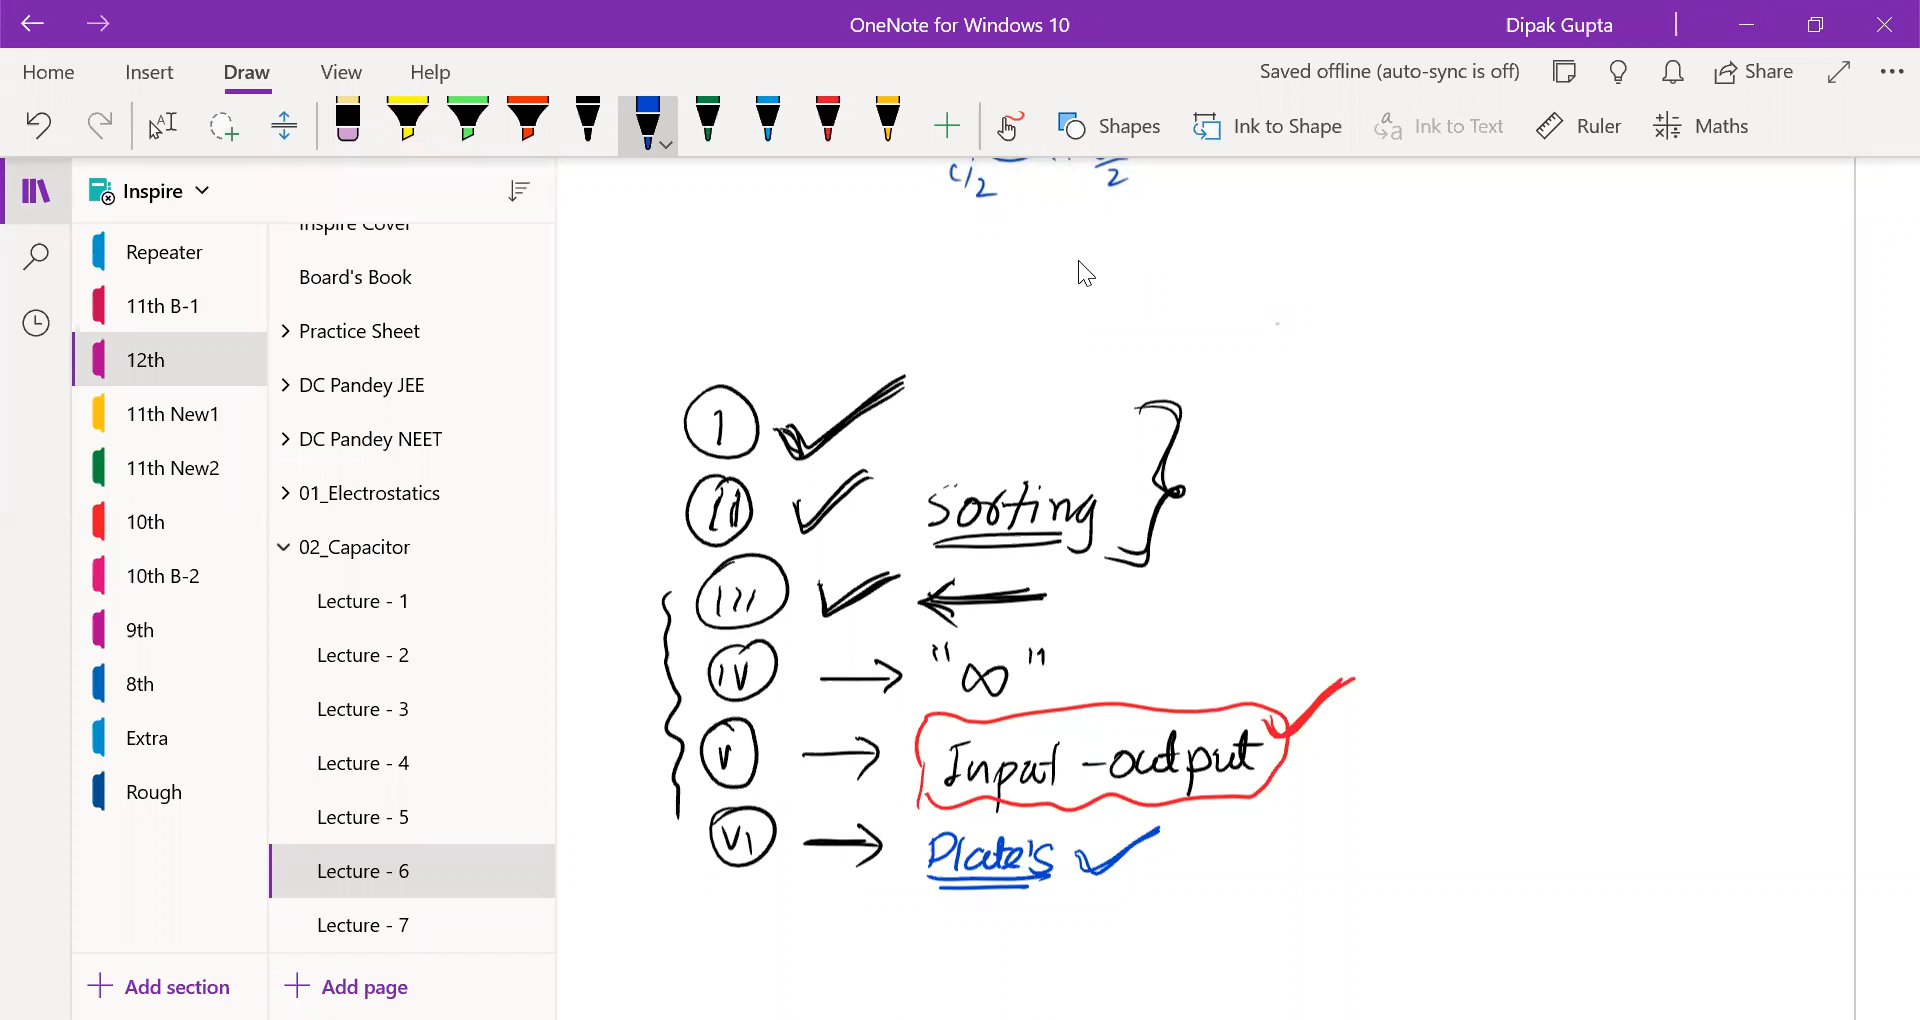 OneNote for Windows 10
Dipak Gupta
Home Insert Draw View Help
Saved offline (auto-sync is off) Share
Shapes Ink to Shape Ink to Text Ruler Maths
Inspire
Repeater
11th B-1
12th
11th New1
11th New2
10th
10th B-2
9th
8th
Extra
Rough
Add section
Inspire Cover
Board's Book
Practice Sheet
DC Pandey JEE
DC Pandey NEET
01_Electrostatics
02_Capacitor
Lecture - 1
Lecture - 2
Lecture - 3
Lecture - 4
Lecture - 5
Lecture - 6
Lecture - 7
Add page
C/2
2
I ✓
II ✓ Sorting
III ✓ ←
IV → "∞"
V → Input - output ✓
VI → Plate's ✓